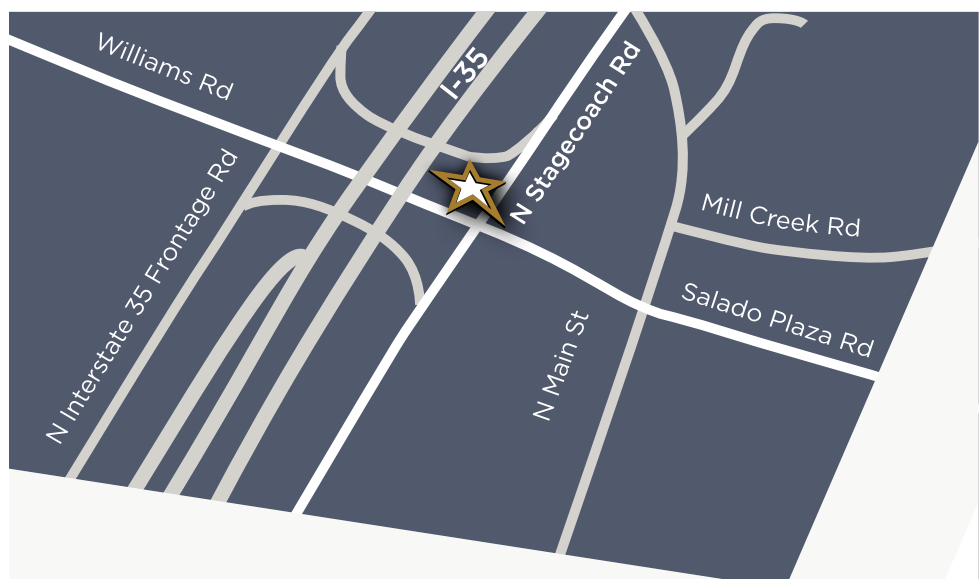 Williams Rd
I-35
N Stagecoach Rd
N Interstate 35 Frontage Rd
Mill Creek Rd
Salado Plaza Rd
N Main St